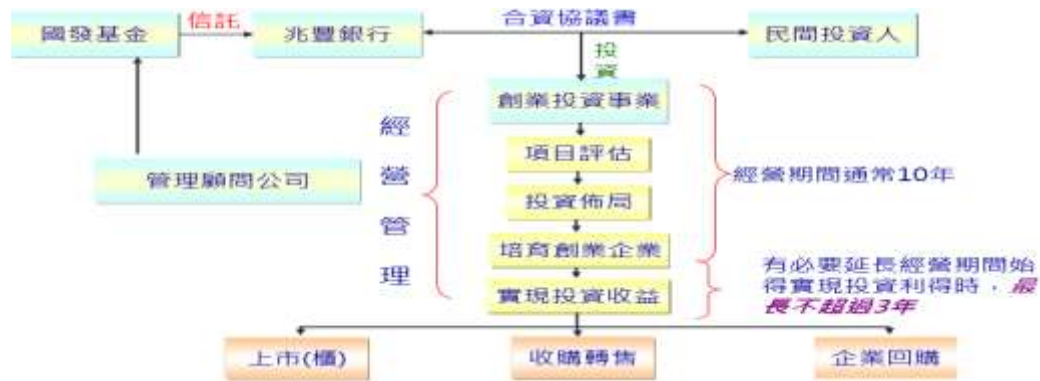 國發基金
信託
兆豐銀行
合資協議書
民間投資人
投
資
創業投資事業
經
營
管
理
項目評估
管理顧問公司
投資佈局
經營期間通常10年
培育創業企業
有必要延長經營期間始
得實現投資利得時，最
長不超過3年
實現投資收益
上市(櫃)
收購轉售
企業回購